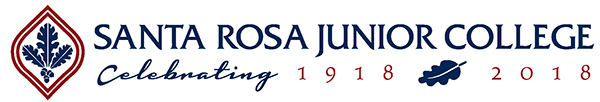 SANTA ROSA JUNIOR COLLEGE
Celebrating 1918 2018